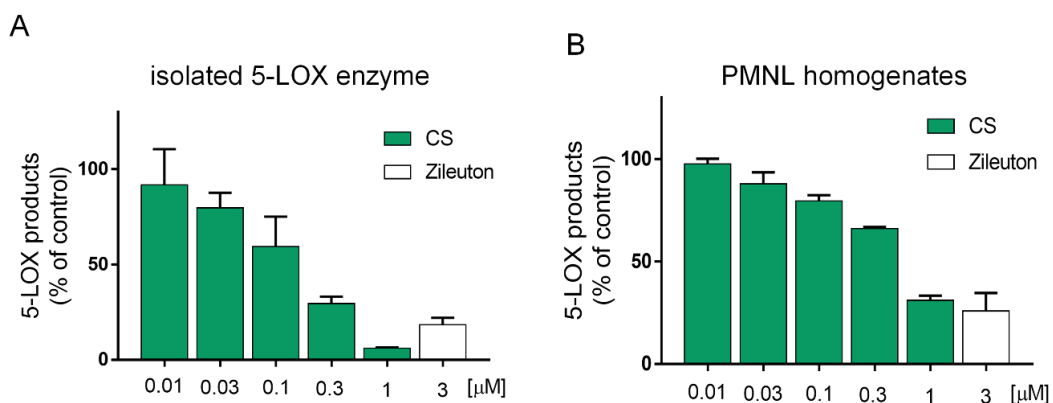 A
isolated 5-LOX enzyme
5-LOX products
(% of control)
100
50
0
CS
Zileuton
0.01 0.03 0.1 0.3 1 3 [µM]
B
PMNL homogenates
5-LOX products
(% of control)
100
50
0
CS
Zileuton
0.01 0.03 0.1 0.3 1 3 [µM]